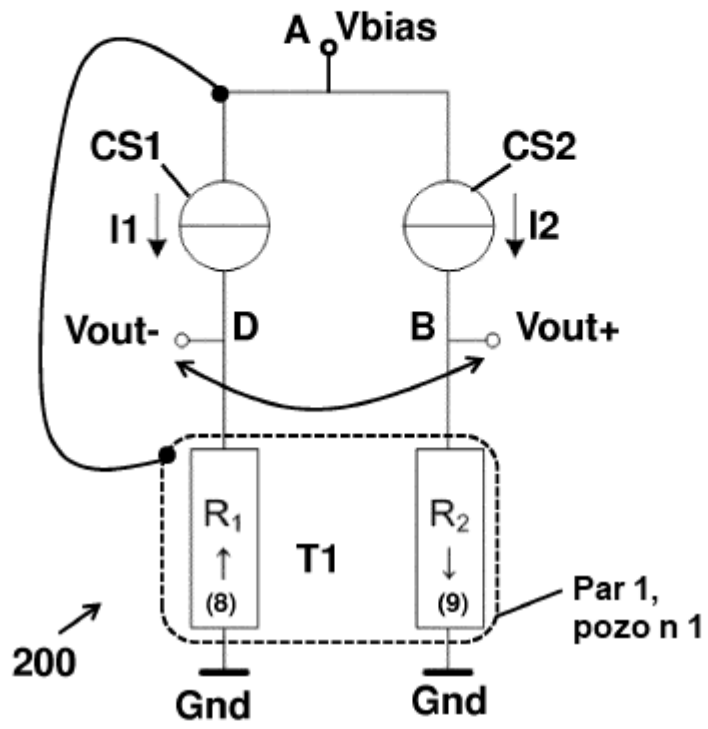 A Vbias
CS1
CS2
I1
I2
Vout-
D
B
Vout+
R1
R2
T1
(8)
(9)
Par 1,
pozo n 1
200
Gnd
Gnd